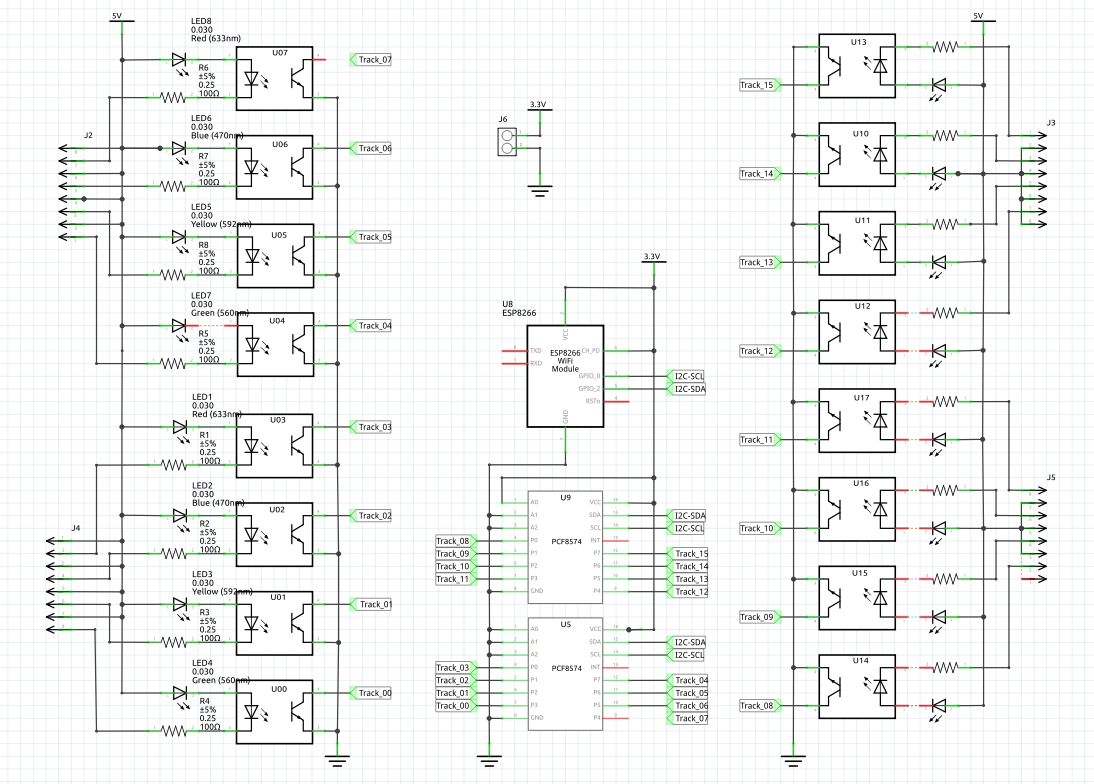 5V
LED8
0.030
Red (633nm)
R6
±5%
0.25
100Ω
U07
Track_07
J2
LED6
0.030
Blue (470nm)
R7
±5%
0.25
100Ω
U06
Track_06
LED5
0.030
Yellow (592nm)
R8
±5%
0.25
100Ω
U05
Track_05
LED7
0.030
Green (560nm)
R5
±5%
0.25
100Ω
U04
Track_04
LED1
0.030
Red (633nm)
R1
±5%
0.25
100Ω
U03
Track_03
J4
LED2
0.030
Blue (470nm)
R2
±5%
0.25
100Ω
U02
Track_02
LED3
0.030
Yellow (592nm)
R3
±5%
0.25
100Ω
U01
Track_01
LED4
0.030
Green (560nm)
R4
±5%
0.25
100Ω
U00
Track_00
3.3V
J6
3.3V
U8
ESP8266
VCC
TXD
RXD
ESP8266
WiFi
Module
CH_PD
GPIO_0
GPIO_2
RSTn
GND
I2C-SCL
I2C-SDA
U9
PCF8574
A0
A1
A2
P0
P1
P2
P3
GND
VCC
SDA
SCL
INT
P7
P6
P5
P4
Track_08
Track_09
Track_10
Track_11
I2C-SDA
I2C-SCL
Track_15
Track_14
Track_13
Track_12
U5
PCF8574
A0
A1
A2
P0
P1
P2
P3
GND
VCC
SDA
SCL
INT
P7
P6
P5
P4
Track_03
Track_02
Track_01
Track_00
I2C-SDA
I2C-SCL
Track_04
Track_05
Track_06
Track_07
5V
U13
Track_15
J3
U10
Track_14
U11
Track_13
U12
Track_12
U17
Track_11
J5
U16
Track_10
U15
Track_09
U14
Track_08